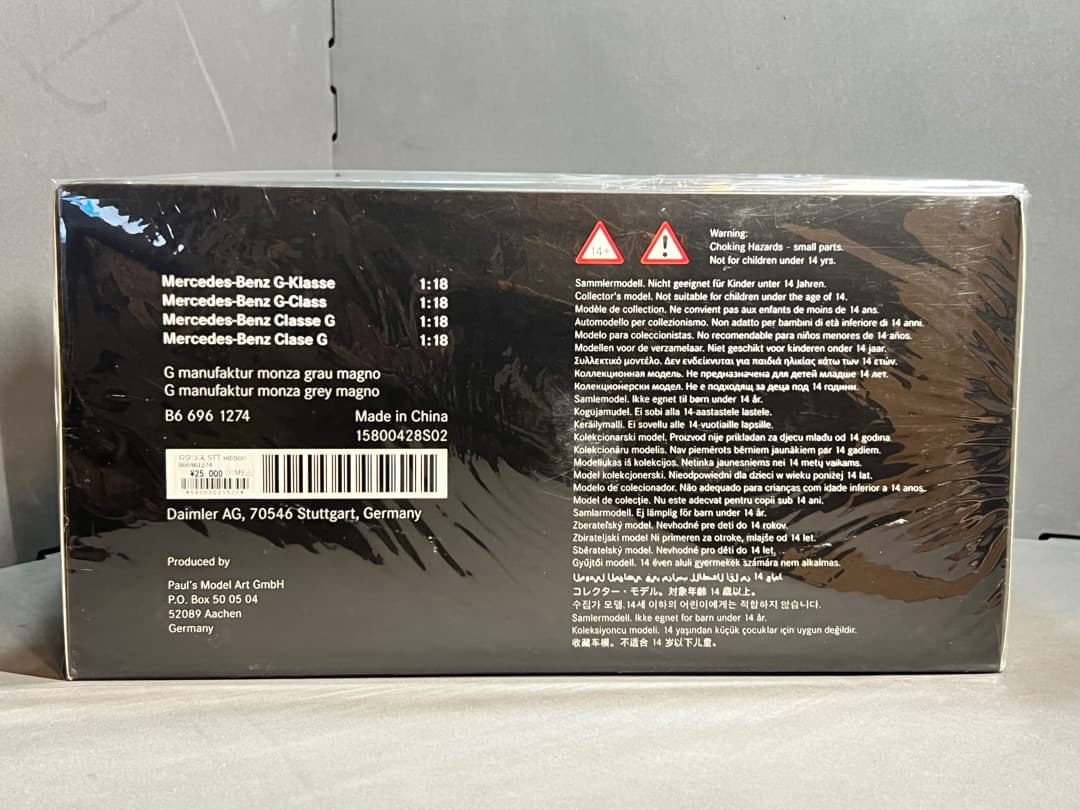 Mercedes-Benz G-Klasse 1:18
Mercedes-Benz G-Class 1:18
Mercedes-Benz Classe G 1:18
Mercedes-Benz Clase G 1:18
G manufaktur monza grau magno
G manufaktur monza grey magno
B6 696 1274 Made in China
15800428S02
Gクラス STT edition
B66961274
¥25,000
Daimler AG, 70546 Stuttgart, Germany
Produced by
Paul's Model Art GmbH
P.O. Box 50 05 04
52089 Aachen
Germany
14+
!
Warning:
Choking Hazards - small parts.
Not for children under 14 yrs.
Sammlermodell. Nicht geeignet für Kinder unter 14 Jahren.
Collector's model. Not suitable for children under the age of 14.
Modèle de collection. Ne convient pas aux enfants de moins de 14 ans.
Automodello per collezionismo. Non adatto per bambini di età inferiore di 14 anni.
Modelo para coleccionistas. No recomendable para niños menores de 14 años.
Modellen voor de verzamelaar. Niet geschikt voor kinderen onder 14 jaar.
Συλλεκτικό μοντέλο. Δεν ενδείκνυται για παιδιά ηλικίας κάτω των 14 ετών.
Коллекционная модель. Не предназначена для детей младше 14 лет.
Колекционерски модел. Не е подходящ за деца под 14 години.
Samlemodel. Ikke egnet til børn under 14 år.
Kogujamudel. Ei sobi alla 14-aastastele lastele.
Keräilymalli. Ei sovellu alle 14-vuotiaille lapsille.
Kolekcionarski model. Proizvod nije prikladan za djecu mlađu od 14 godina.
Kolekcionāru modelis. Nav piemērots bērniem jaunākiem par 14 gadiem.
Modeliukas iš kolekcijos. Netinka jaunesniems nei 14 metų vaikams.
Model kolekcjonerski. Nieodpowiedni dla dzieci w wieku poniżej 14 lat.
Modelo de colecionador. Não adequado para crianças com idade inferior a 14 anos.
Model de colecţie. Nu este adecvat pentru copii sub 14 ani.
Samlarmodell. Ej lämplig för barn under 14 år.
Zberateľský model. Nevhodné pre deti do 14 rokov.
Zbirateljski model Ni primeren za otroke, mlajše od 14 let.
Sběratelský model. Nevhodné pro děti do 14 let.
Gyűjtői modell. 14 éven aluli gyermekek számára nem alkalmas.
コレクター・モデル。対象年齢 14 歳以上。
수집가 모델. 14세 이하의 어린이에게는 적합하지 않습니다.
Samlermodell. Ikke egnet for barn under 14 år.
Koleksiyoncu modeli. 14 yaşından küçük çocuklar için uygun değildir.
收藏车模。不适合 14 岁以下儿童。